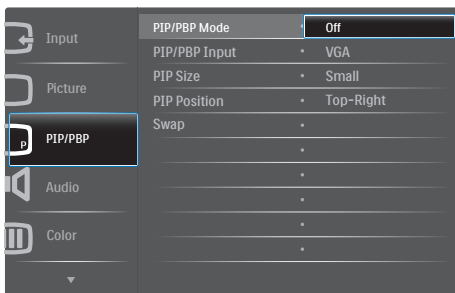 Input
Picture
P
PIP/PBP
Audio
Color
PIP/PBP Mode • Off
PIP/PBP Input • VGA
PIP Size • Small
PIP Position • Top-Right
Swap •